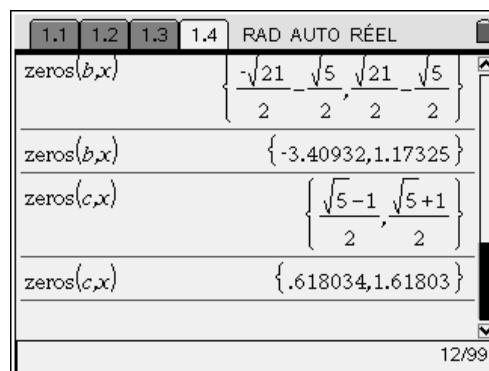 1.1 1.2 1.3 1.4 RAD AUTO RÉEL
zeros(b,x) {-√21/2-√5/2,√21/2-√5/2}
zeros(b,x) {-3.40932,1.17325}
zeros(c,x) {(√5-1)/2,(√5+1)/2}
zeros(c,x) {.618034,1.61803}
12/99